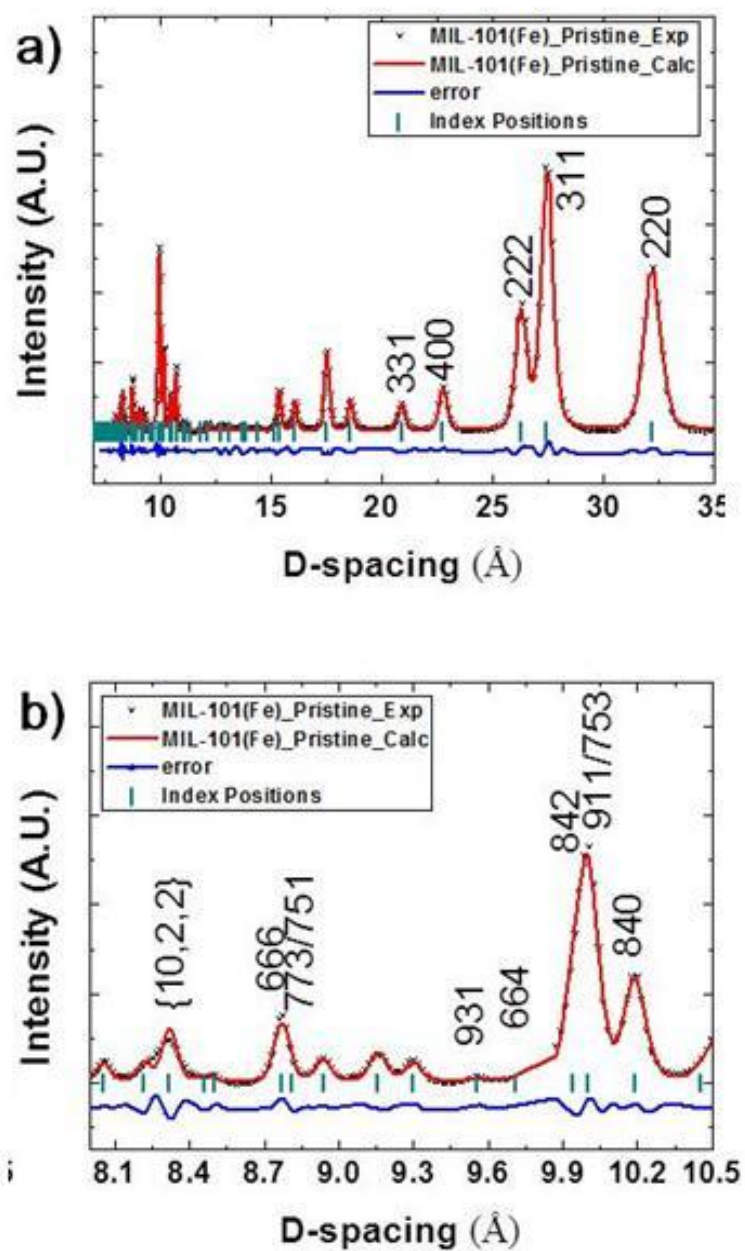 a)
MIL-101(Fe)_Pristine_Exp
MIL-101(Fe)_Pristine_Calc
error
Index Positions
Intensity (A.U.)
331
400
222
311
220
10 15 20 25 30 35
D-spacing (Å)
b)
MIL-101(Fe)_Pristine_Exp
MIL-101(Fe)_Pristine_Calc
error
Index Positions
Intensity (A.U.)
{10,2,2}
666
773/751
931
664
842
911/753
840
8.1 8.4 8.7 9.0 9.3 9.6 9.9 10.2 10.5
D-spacing (Å)